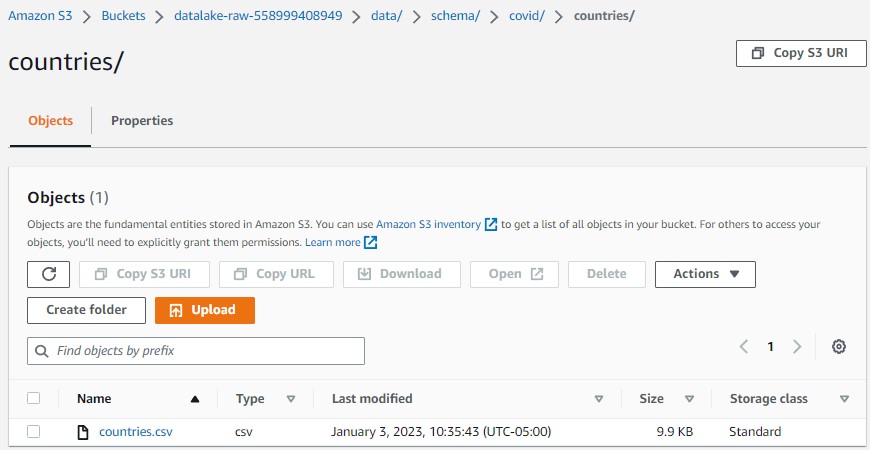 Amazon S3 > Buckets > datalake-raw-558999408949 > data/ > schema/ > covid/ > countries/
countries/
Copy S3 URI
Objects Properties
Objects (1)
Objects are the fundamental entities stored in Amazon S3. You can use Amazon S3 inventory to get a list of all objects in your bucket. For others to access your
objects, you'll need to explicitly grant them permissions. Learn more
Copy S3 URI Copy URL Download Open Delete Actions
Create folder Upload
Find objects by prefix
1
Name Type Last modified Size Storage class
countries.csv csv January 3, 2023, 10:35:43 (UTC-05:00) 9.9 KB Standard